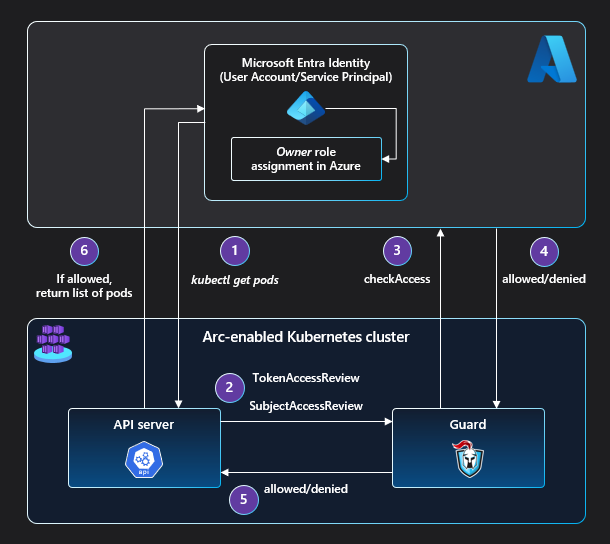 Microsoft Entra Identity
(User Account/Service Principal)
Owner role
assignment in Azure
6
If allowed,
return list of pods
1
kubectl get pods
3
checkAccess
4
allowed/denied
Arc-enabled Kubernetes cluster
2
TokenAccessReview
SubjectAccessReview
API server
api
Guard
5
allowed/denied